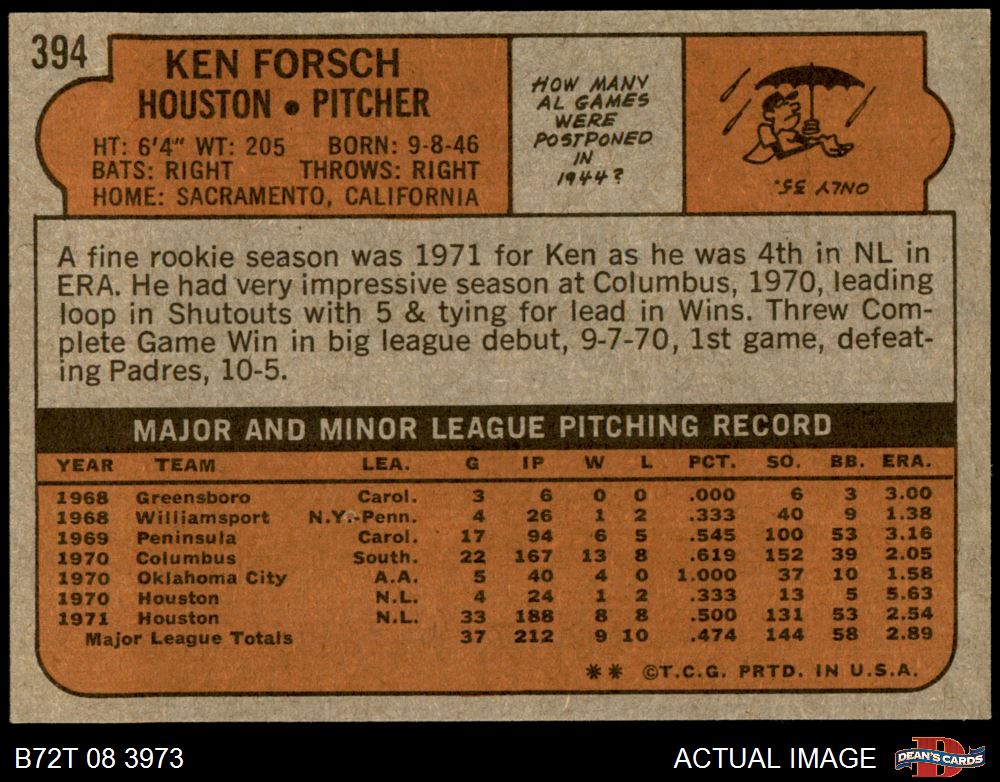 394
KEN FORSCH
HOUSTON • PITCHER
HT: 6'4" WT: 205 BORN: 9-8-46
BATS: RIGHT THROWS: RIGHT
HOME: SACRAMENTO, CALIFORNIA
HOW MANY
AL GAMES
WERE
POSTPONED
IN
1944?
ONLY 35.
A fine rookie season was 1971 for Ken as he was 4th in NL in
ERA. He had very impressive season at Columbus, 1970, leading
loop in Shutouts with 5 & tying for lead in Wins. Threw Com-
plete Game Win in big league debut, 9-7-70, 1st game, defeat-
ing Padres, 10-5.
MAJOR AND MINOR LEAGUE PITCHING RECORD
YEAR TEAM LEA. G IP W L PCT. SO. BB. ERA.
1968 Greensboro Carol. 3 6 0 0 .000 6 3 3.00
1968 Williamsport N.Y.-Penn. 4 26 1 2 .333 40 9 1.38
1969 Peninsula Carol. 17 94 6 5 .545 100 53 3.16
1970 Columbus South. 22 167 13 8 .619 152 39 2.05
1970 Oklahoma City A.A. 5 40 4 0 1.000 37 10 1.58
1970 Houston N.L. 4 24 1 2 .333 13 5 5.63
1971 Houston N.L. 33 188 8 8 .500 131 53 2.54
Major League Totals 37 212 9 10 .474 144 58 2.89
** ©T.C.G. PRTD. IN U.S.A.
B72T 08 3973
ACTUAL IMAGE
D
DEAN'S CARDS